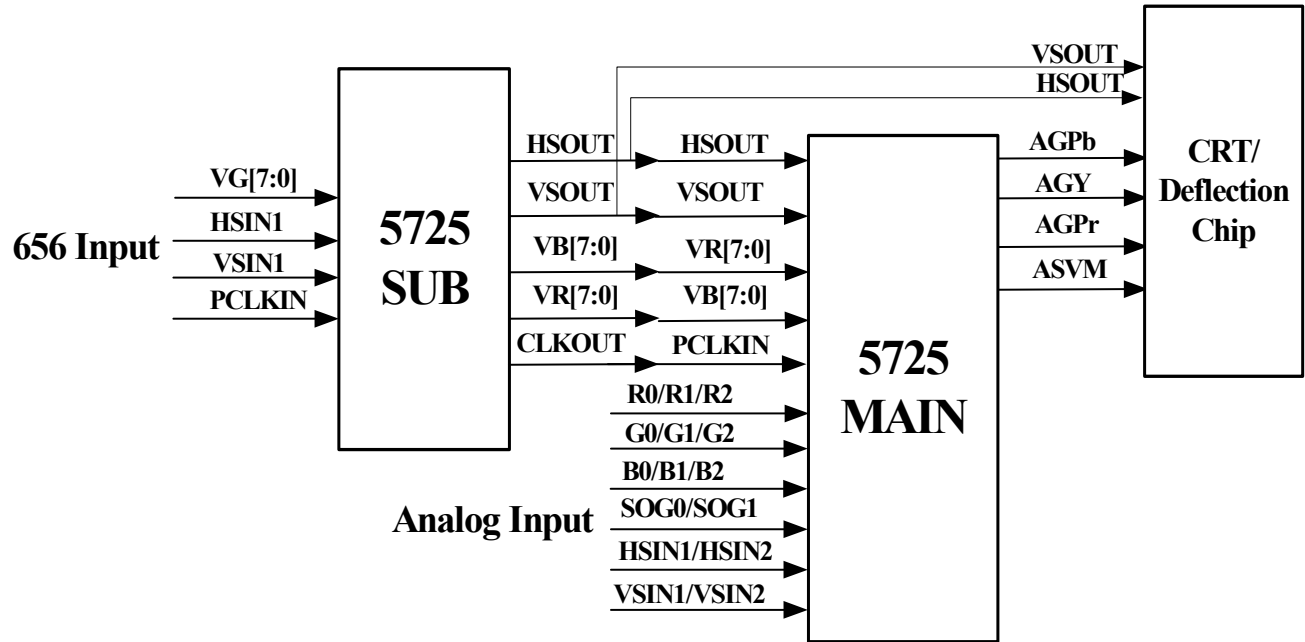 VSOUT
HSOUT
CRT/
Deflection
Chip
656 Input
VG[7:0]
HSIN1
VSIN1
PCLKIN
5725
SUB
HSOUT
VSOUT
VB[7:0]
VR[7:0]
CLKOUT
HSOUT
VSOUT
VR[7:0]
VB[7:0]
PCLKIN
Analog Input
R0/R1/R2
G0/G1/G2
B0/B1/B2
SOG0/SOG1
HSIN1/HSIN2
VSIN1/VSIN2
5725
MAIN
AGPb
AGY
AGPr
ASVM